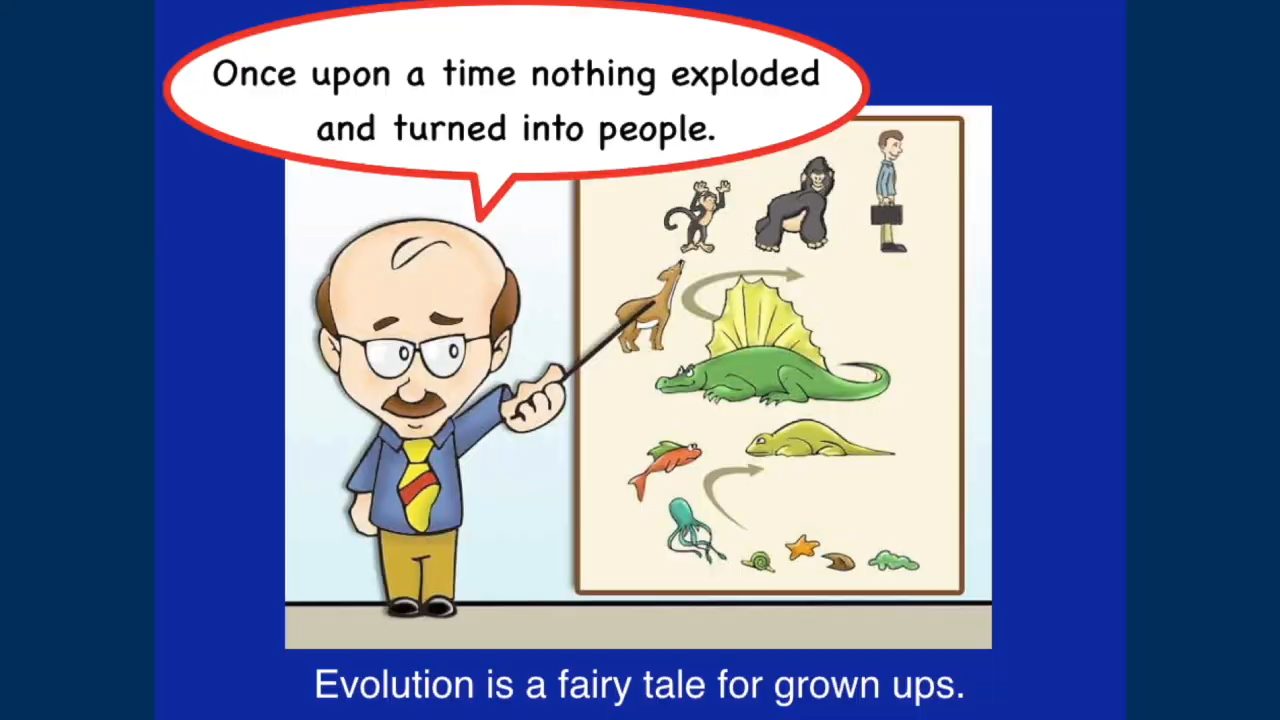 Once upon a time nothing exploded
and turned into people.
Evolution is a fairy tale for grown ups.